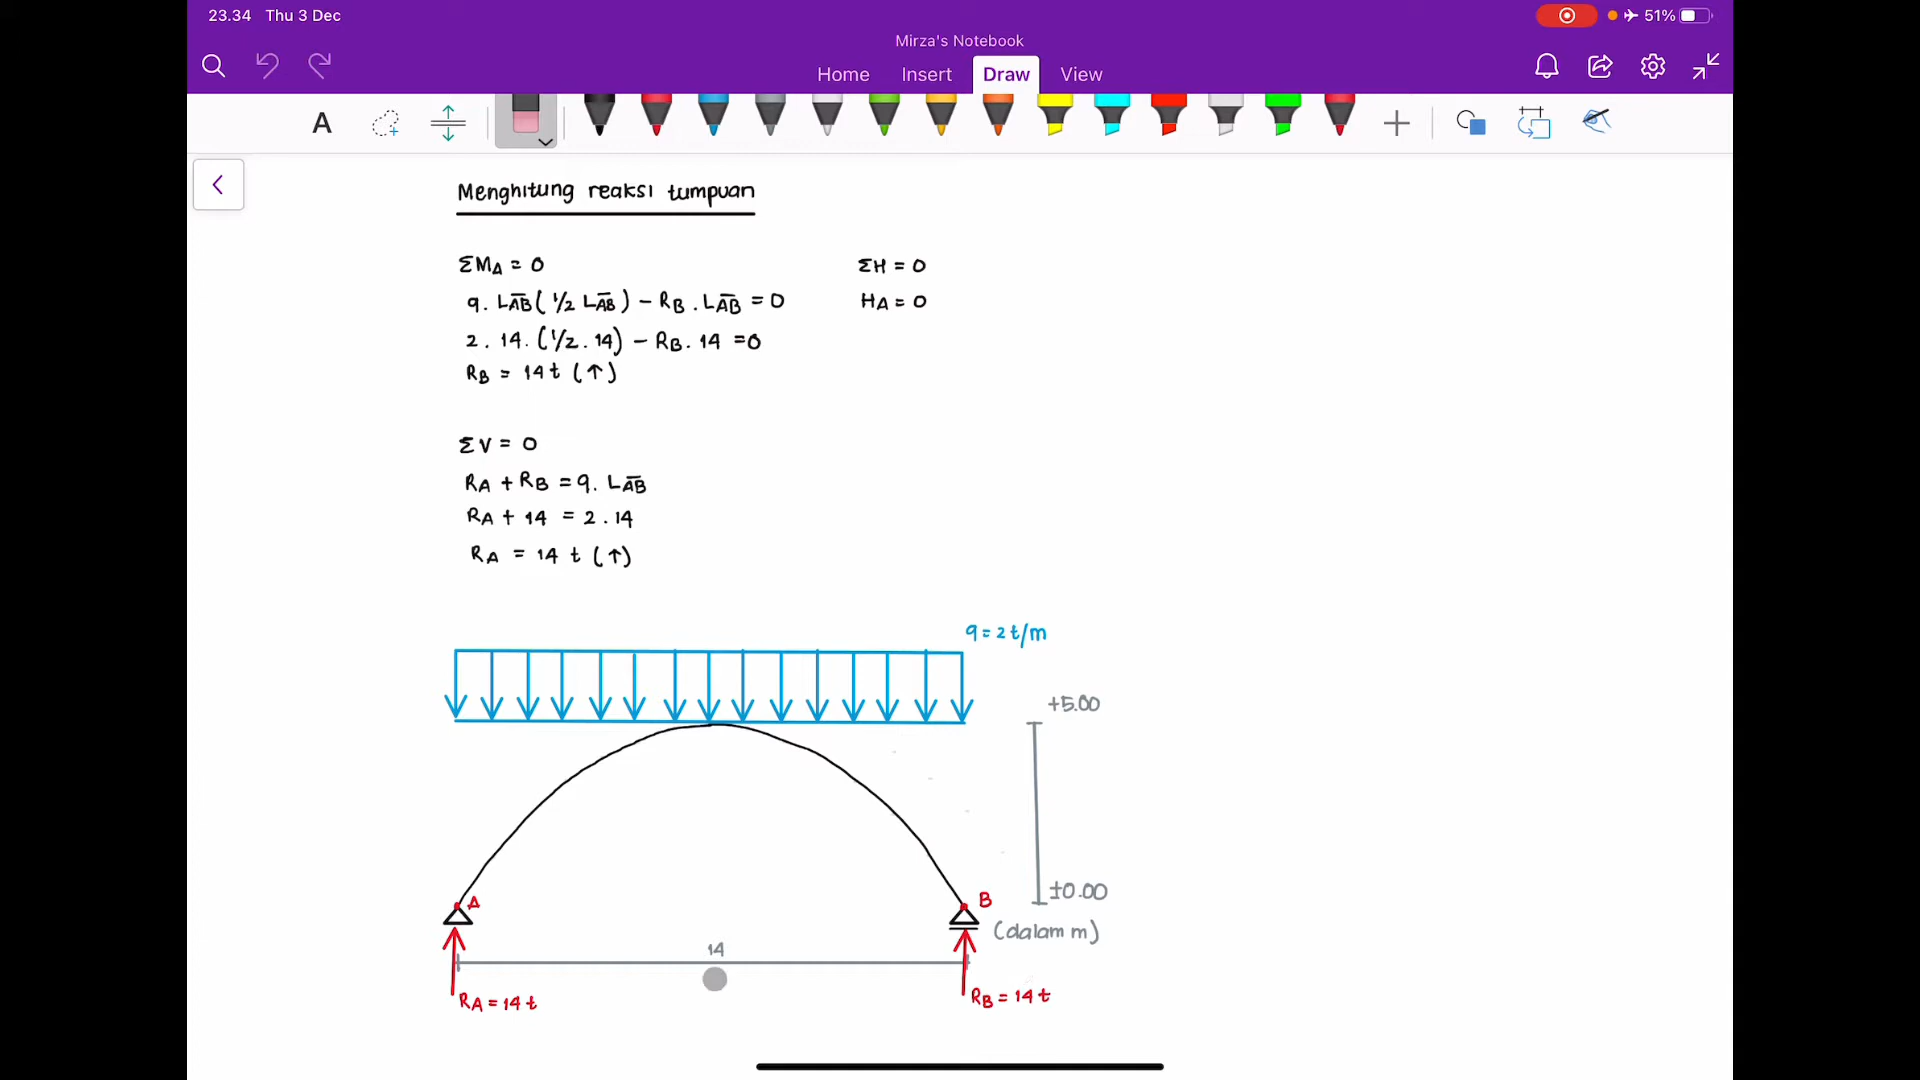 23.34 Thu 3 Dec
51%
Mirza's Notebook
Home Insert Draw View
A
Menghitung reaksi tumpuan
ΣMA = 0
q. LAB̅ (1/2 LAB̅) - RB . LAB̅ = 0
2 . 14. (1/2 . 14) - RB. 14 = 0
RB = 14 t (↑)
ΣH = 0
HA = 0
ΣV = 0
RA + RB = q. LAB̅
RA + 14 = 2 . 14
RA = 14 t (↑)
q = 2 t/m
+5.00
±0.00
(dalam m)
A
B
14
RA = 14 t
RB = 14 t